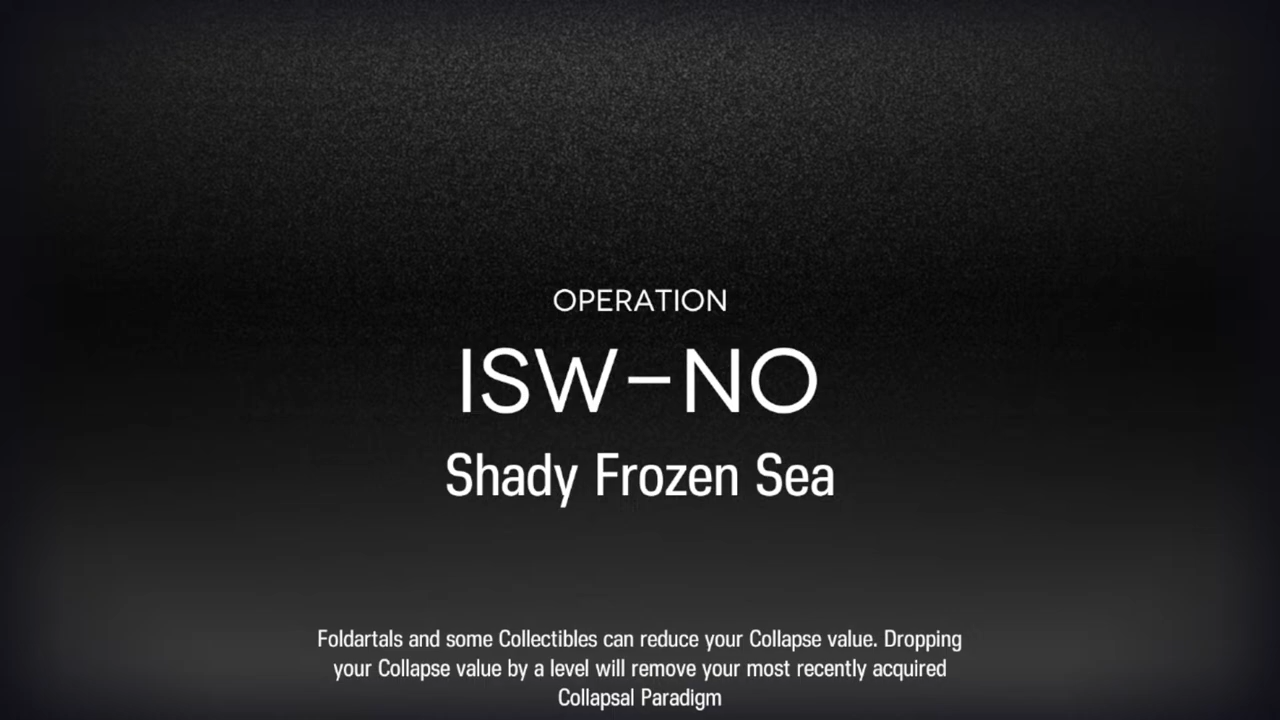 OPERATION
ISW-NO
Shady Frozen Sea
Foldartals and some Collectibles can reduce your Collapse value. Dropping
your Collapse value by a level will remove your most recently acquired
Collapsal Paradigm